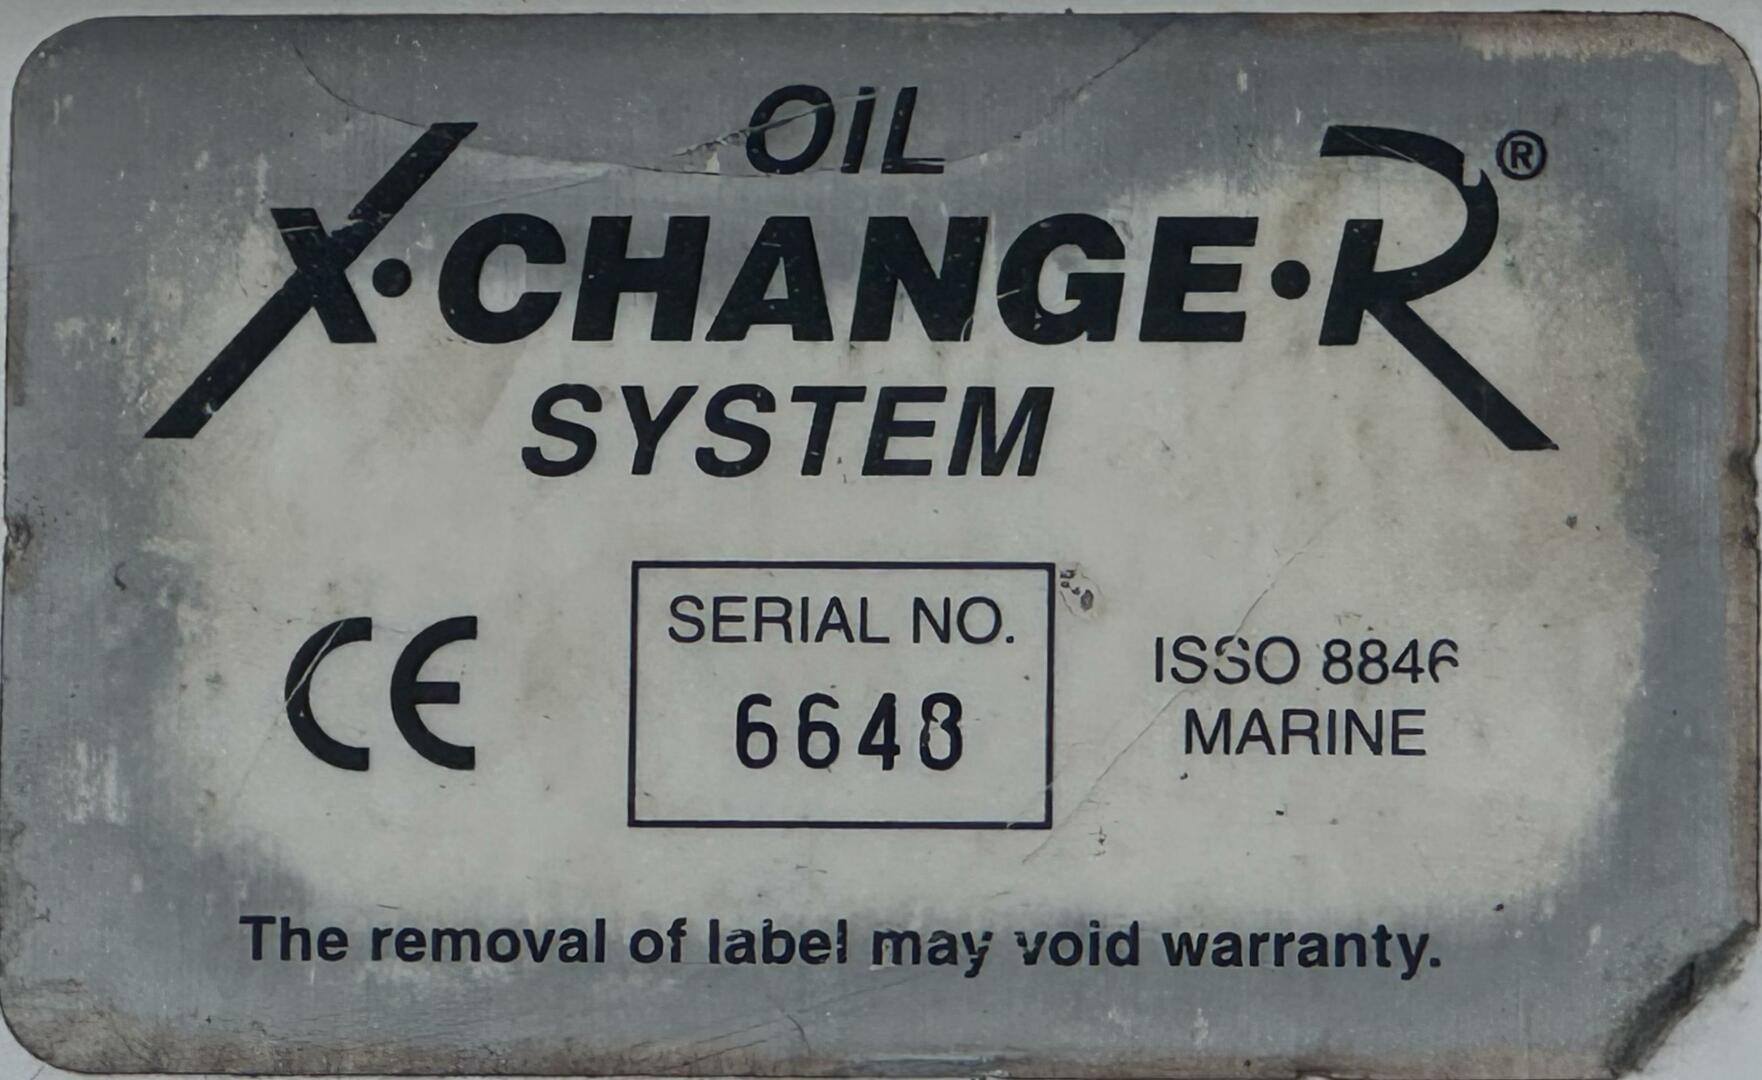 OIL
X·CHANGE·R®
SYSTEM
CE
SERIAL NO.
6648
ISSO 8846
MARINE
The removal of label may void warranty.